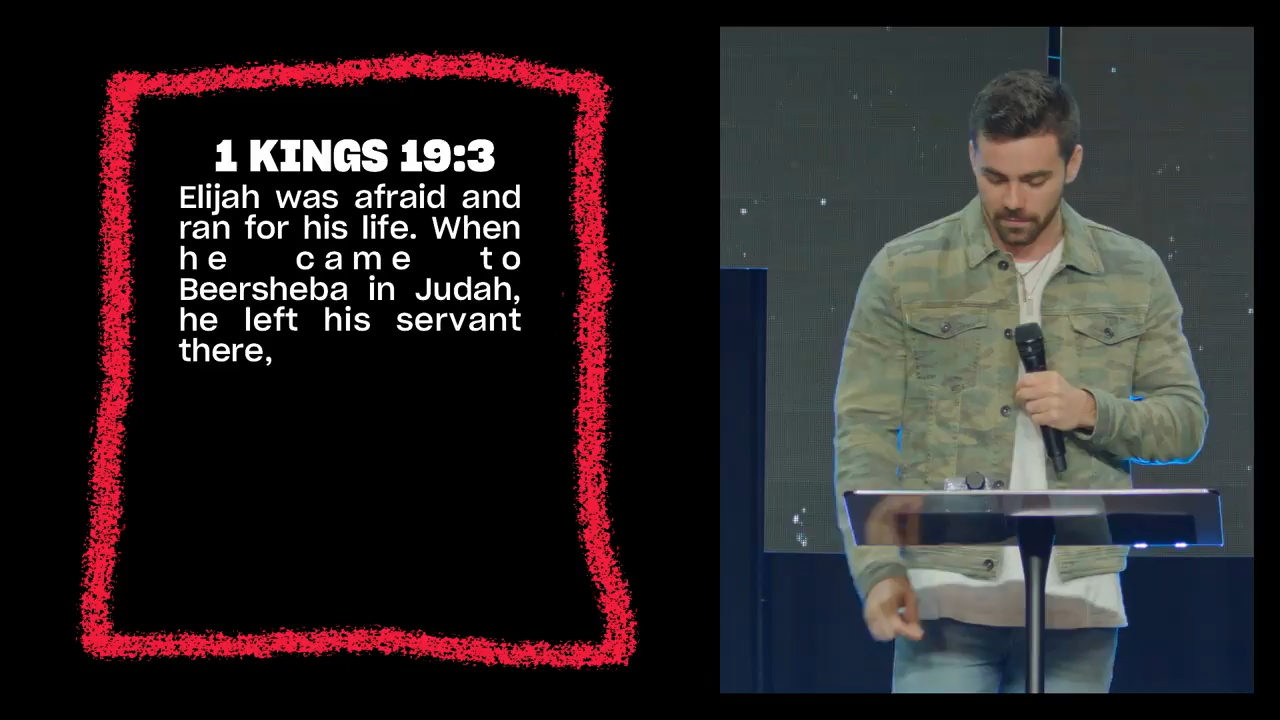 1 KINGS 19:3
Elijah was afraid and
ran for his life. When
he came to
Beersheba in Judah,
he left his servant
there,